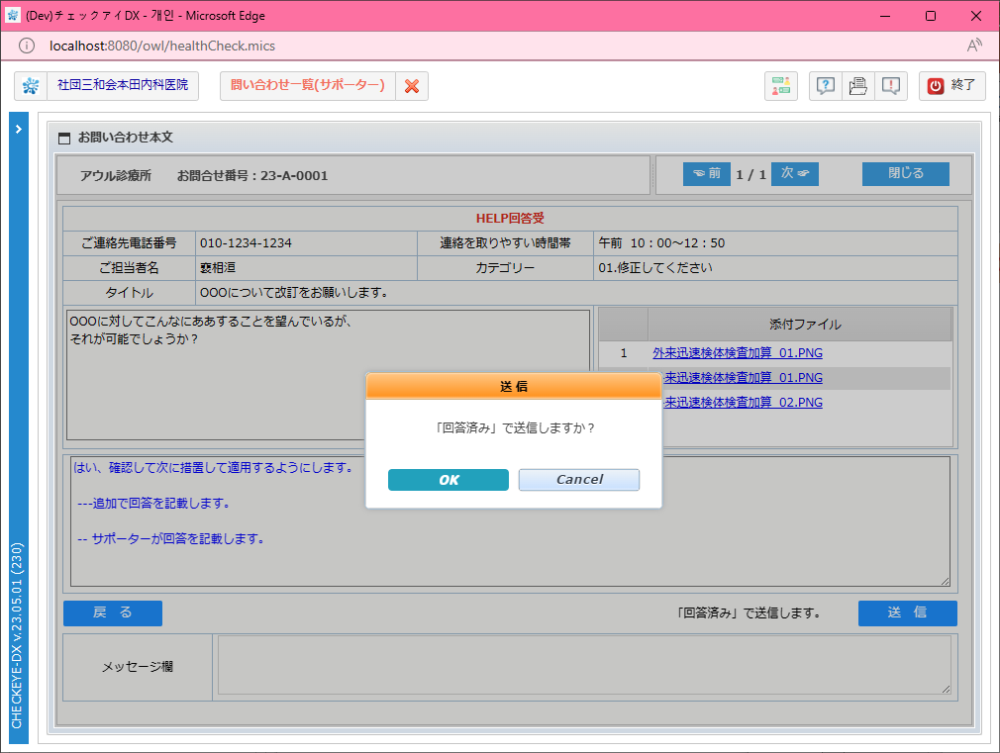 (Dev)チェックアイDX - 개인 - Microsoft Edge
localhost:8080/owl/healthCheck.mics
社団三和会本田内科医院
問い合わせ一覧(サポーター)
終了
お問い合わせ本文
アウル診療所 お問合せ番号：23-A-0001
前 1 / 1 次
閉じる
HELP回答受
ご連絡先電話番号 010-1234-1234 連絡を取りやすい時間帯 午前 10：00～12：50
ご担当者名 裵相洹 カテゴリー 01.修正してください
タイトル OOOについて改訂をお願いします。
OOOに対してこんなにああすることを望んでいるが、
それが可能でしょうか？
添付ファイル
1 外来迅速検体検査加算_01.PNG
来迅速検体検査加算_01.PNG
来迅速検体検査加算_02.PNG
送 信
「回答済み」で送信しますか？
OK Cancel
はい、確認して次に措置して適用するようにします。
---追加で回答を記載します。
-- サポーターが回答を記載します。
戻 る
「回答済み」で送信します。
送 信
メッセージ欄
CHECKEYE-DX v.23.05.01 (230)